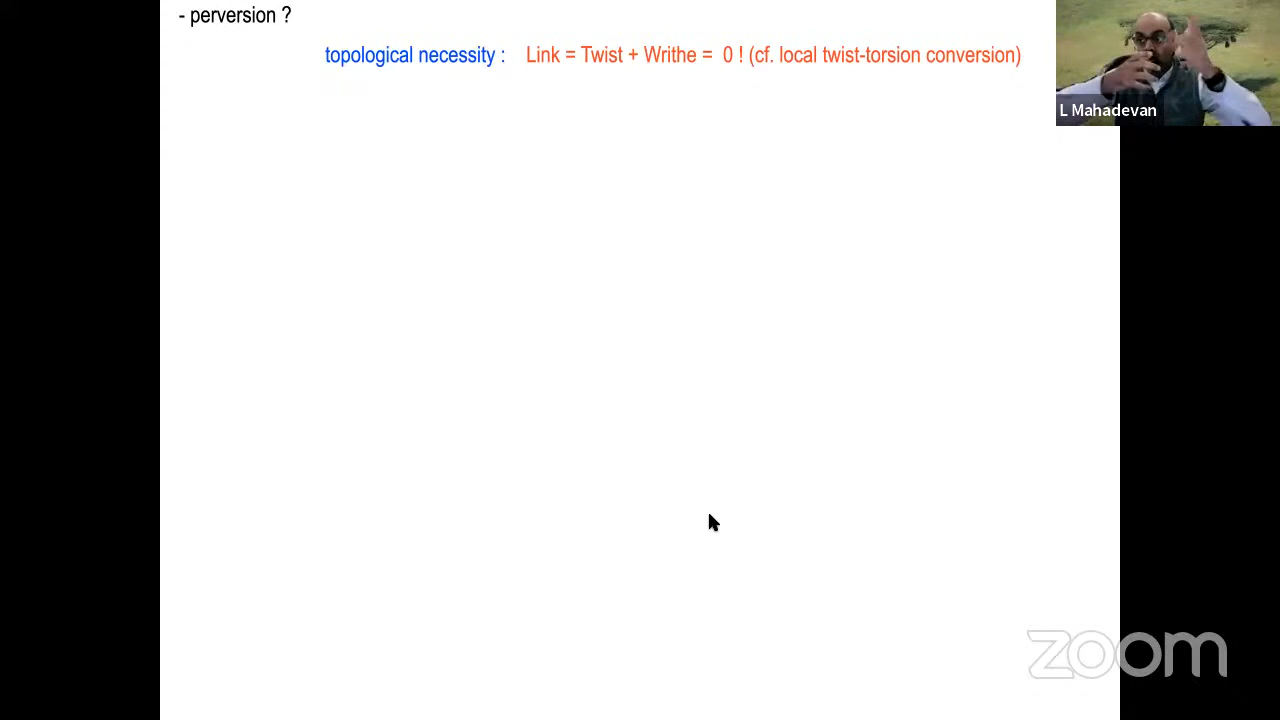 - perversion ?
topological necessity : Link = Twist + Writhe = 0 ! (cf. local twist-torsion conversion)
L Mahadevan
zoom